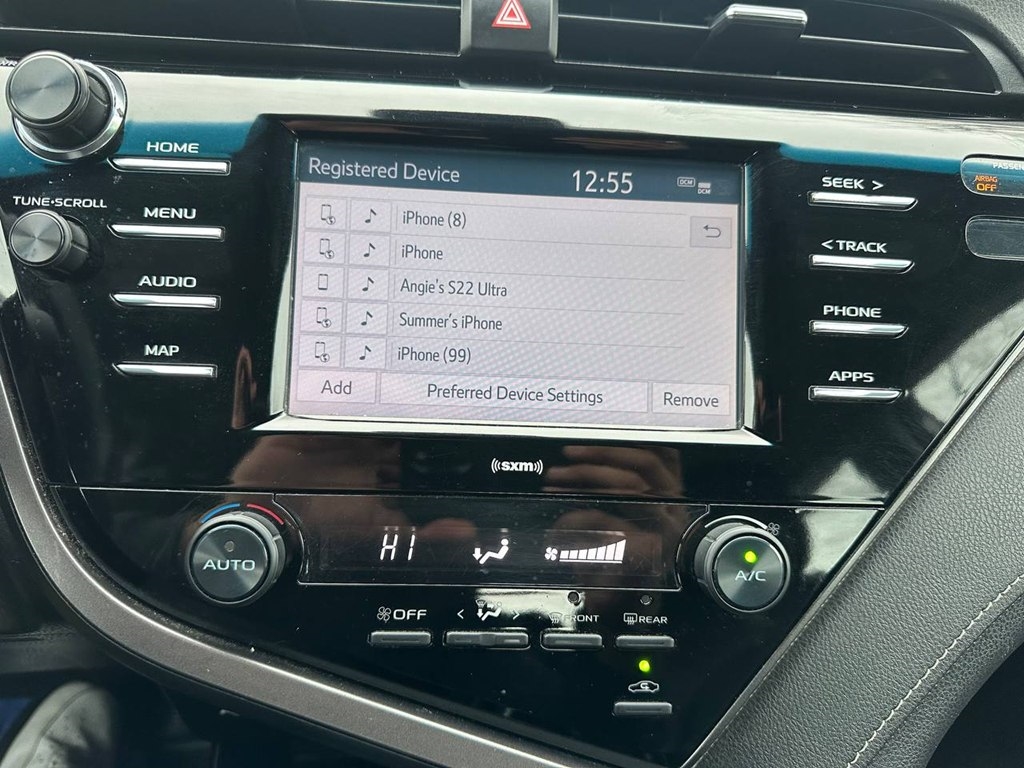 HOME
TUNE•SCROLL
MENU
AUDIO
MAP
Registered Device
12:55
DCM
DCM
iPhone (8)
iPhone
Angie's S22 Ultra
Summer's iPhone
iPhone (99)
Add
Preferred Device Settings
Remove
SEEK >
< TRACK
PHONE
APPS
AIRBAG
OFF
((sxm))
AUTO
HI
A/C
OFF
< >
FRONT
REAR